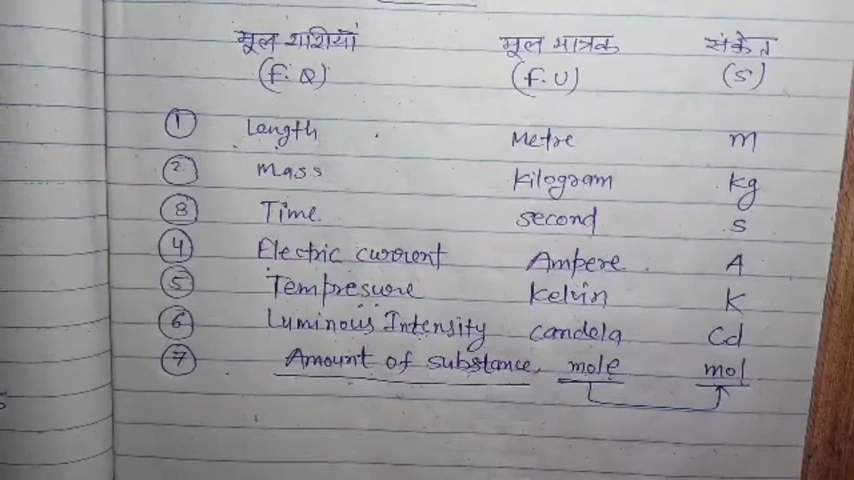 मूल राशियाँ मूल मात्रक संकेत
(F.Q) (F.U) (S)
1 Length Metre m
2 Mass Kilogram Kg
3 Time second s
4 Electric current Ampere A
5 Tempresure Kelvin K
6 Luminous Intensity candela Cd
7 Amount of substance, mole mol